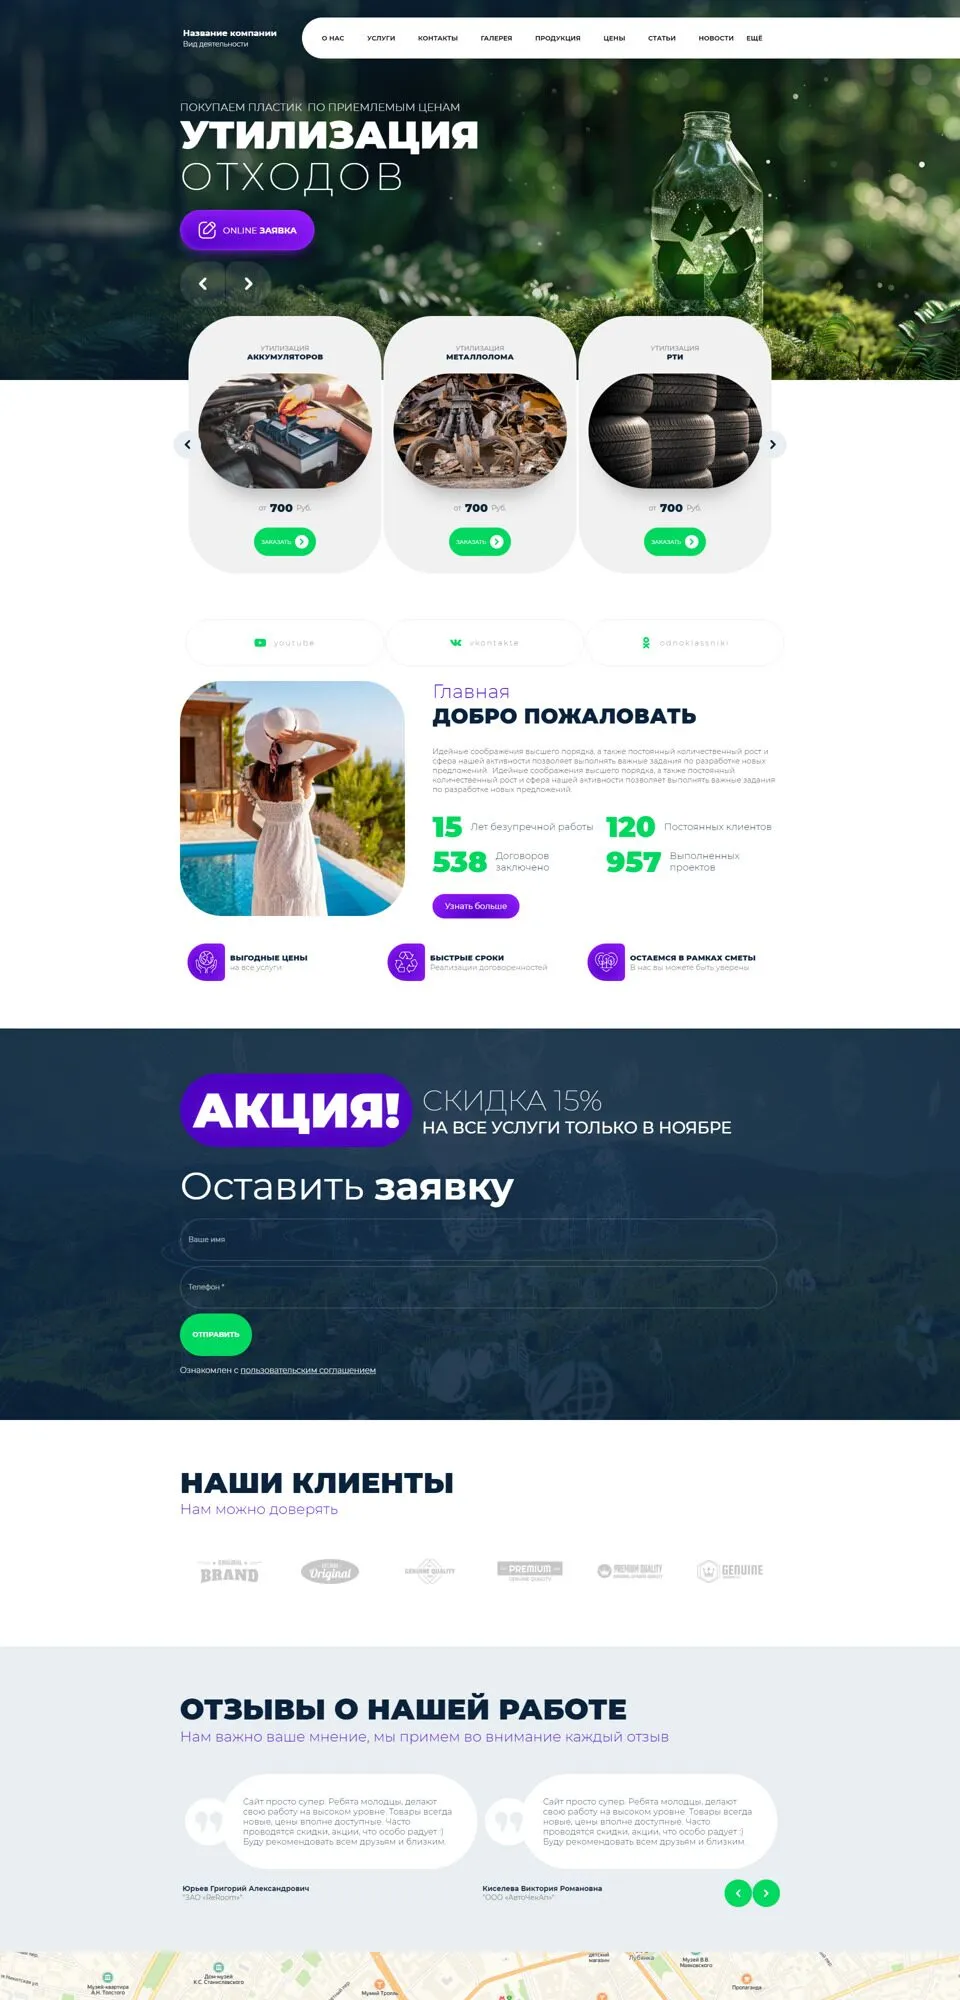 Название компании
Вид деятельности
О НАС УСЛУГИ КОНТАКТЫ ГАЛЕРЕЯ ПРОДУКЦИЯ ЦЕНЫ СТАТЬИ НОВОСТИ ЕЩЁ
ПОКУПАЕМ ПЛАСТИК ПО ПРИЕМЛЕМЫМ ЦЕНАМ
УТИЛИЗАЦИЯ
ОТХОДОВ
ONLINE ЗАЯВКА
УТИЛИЗАЦИЯ
АККУМУЛЯТОРОВ
от 700 Руб.
ЗАКАЗАТЬ
УТИЛИЗАЦИЯ
МЕТАЛЛОЛОМА
от 700 Руб.
ЗАКАЗАТЬ
УТИЛИЗАЦИЯ
РТИ
от 700 Руб.
ЗАКАЗАТЬ
youtube
vkontakte
odnoklassniki
Главная
ДОБРО ПОЖАЛОВАТЬ
Идейные соображения высшего порядка, а также постоянный количественный рост и
сфера нашей активности позволяет выполнять важные задания по разработке новых
предложений. Идейные соображения высшего порядка, а также постоянный
количественный рост и сфера нашей активности позволяет выполнять важные задания
по разработке новых предложений.
15 Лет безупречной работы
120 Постоянных клиентов
538 Договоров
заключено
957 Выполненных
проектов
Узнать больше
ВЫГОДНЫЕ ЦЕНЫ
на все услуги
БЫСТРЫЕ СРОКИ
Реализации договоренностей
ОСТАЕМСЯ В РАМКАХ СМЕТЫ
В нас вы можете быть уверены
АКЦИЯ!
СКИДКА 15%
НА ВСЕ УСЛУГИ ТОЛЬКО В НОЯБРЕ
Оставить заявку
Ваше имя
Телефон *
ОТПРАВИТЬ
Ознакомлен с пользовательским соглашением
НАШИ КЛИЕНТЫ
Нам можно доверять
ORIGINAL
BRAND
Original
GENUINE QUALITY
PREMIUM
GENUINE QUALITY
PREMIUM QUALITY
GENUINE
ОТЗЫВЫ О НАШЕЙ РАБОТЕ
Нам важно ваше мнение, мы примем во внимание каждый отзыв
Сайт просто супер. Ребята молодцы, делают
свою работу на высоком уровне. Товары всегда
новые, цены вполне доступные. Часто
проводятся скидки, акции, что особо радует :)
Буду рекомендовать всем друзьям и близким.
Юрьев Григорий Александрович
"ЗАО «ReRoom»"
Сайт просто супер. Ребята молодцы, делают
свою работу на высоком уровне. Товары всегда
новые, цены вполне доступные. Часто
проводятся скидки, акции, что особо радует :)
Буду рекомендовать всем друзьям и близким.
Киселева Виктория Романовна
"ООО «АвтоЧекАп»"
Музей-квартира
А.Н. Толстого
Дом-музей
К.С. Станиславского
Музей Тролль
детский
магазин
Лубянка
Музей В.В.
Маяковского
Пропаганда